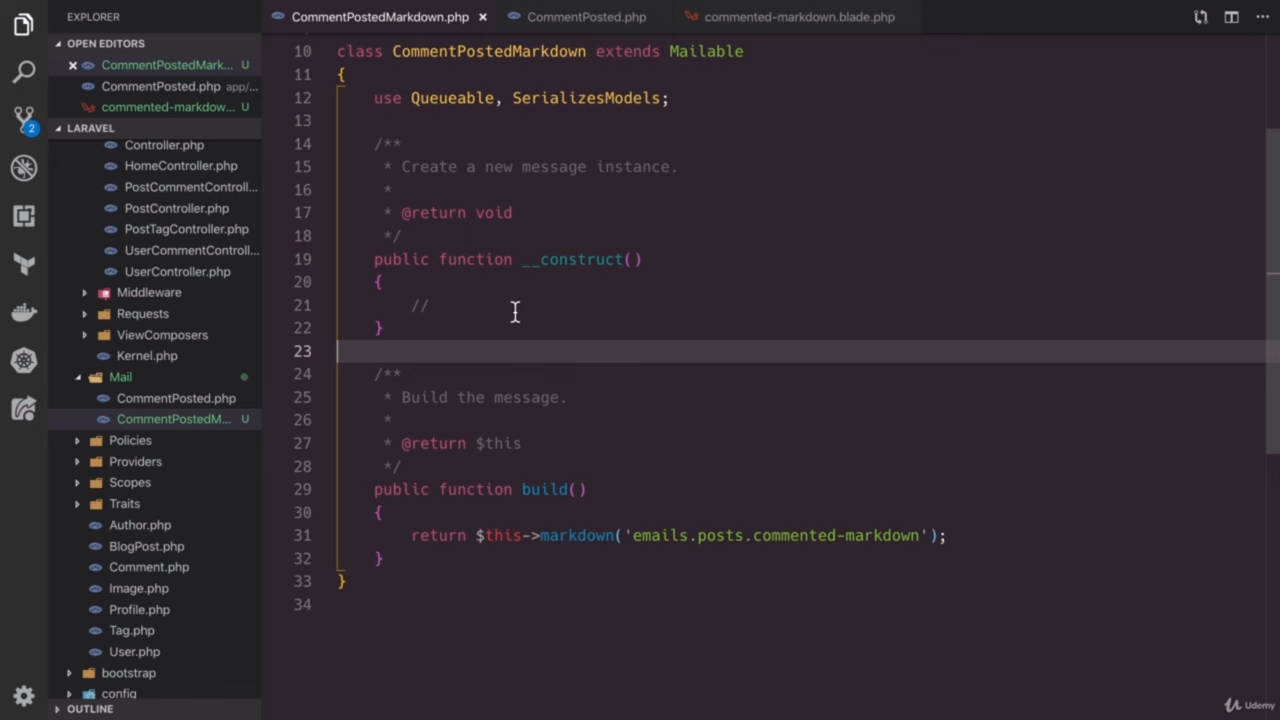 EXPLORER
OPEN EDITORS
CommentPostedMark... U
CommentPosted.php app/...
commented-markdow... U
LARAVEL
Controller.php
HomeController.php
PostCommentControll...
PostController.php
PostTagController.php
UserCommentControll...
UserController.php
Middleware
Requests
ViewComposers
Kernel.php
Mail
CommentPosted.php
CommentPostedM... U
Policies
Providers
Scopes
Traits
Author.php
BlogPost.php
Comment.php
Image.php
Profile.php
Tag.php
User.php
bootstrap
config
OUTLINE
2
CommentPostedMarkdown.php × CommentPosted.php commented-markdown.blade.php
10 class CommentPostedMarkdown extends Mailable
11 {
12 use Queueable, SerializesModels;
13
14 /**
15 * Create a new message instance.
16 *
17 * @return void
18 */
19 public function __construct()
20 {
21 //
22 }
23
24 /**
25 * Build the message.
26 *
27 * @return $this
28 */
29 public function build()
30 {
31 return $this->markdown('emails.posts.commented-markdown');
32 }
33 }
34
Udemy